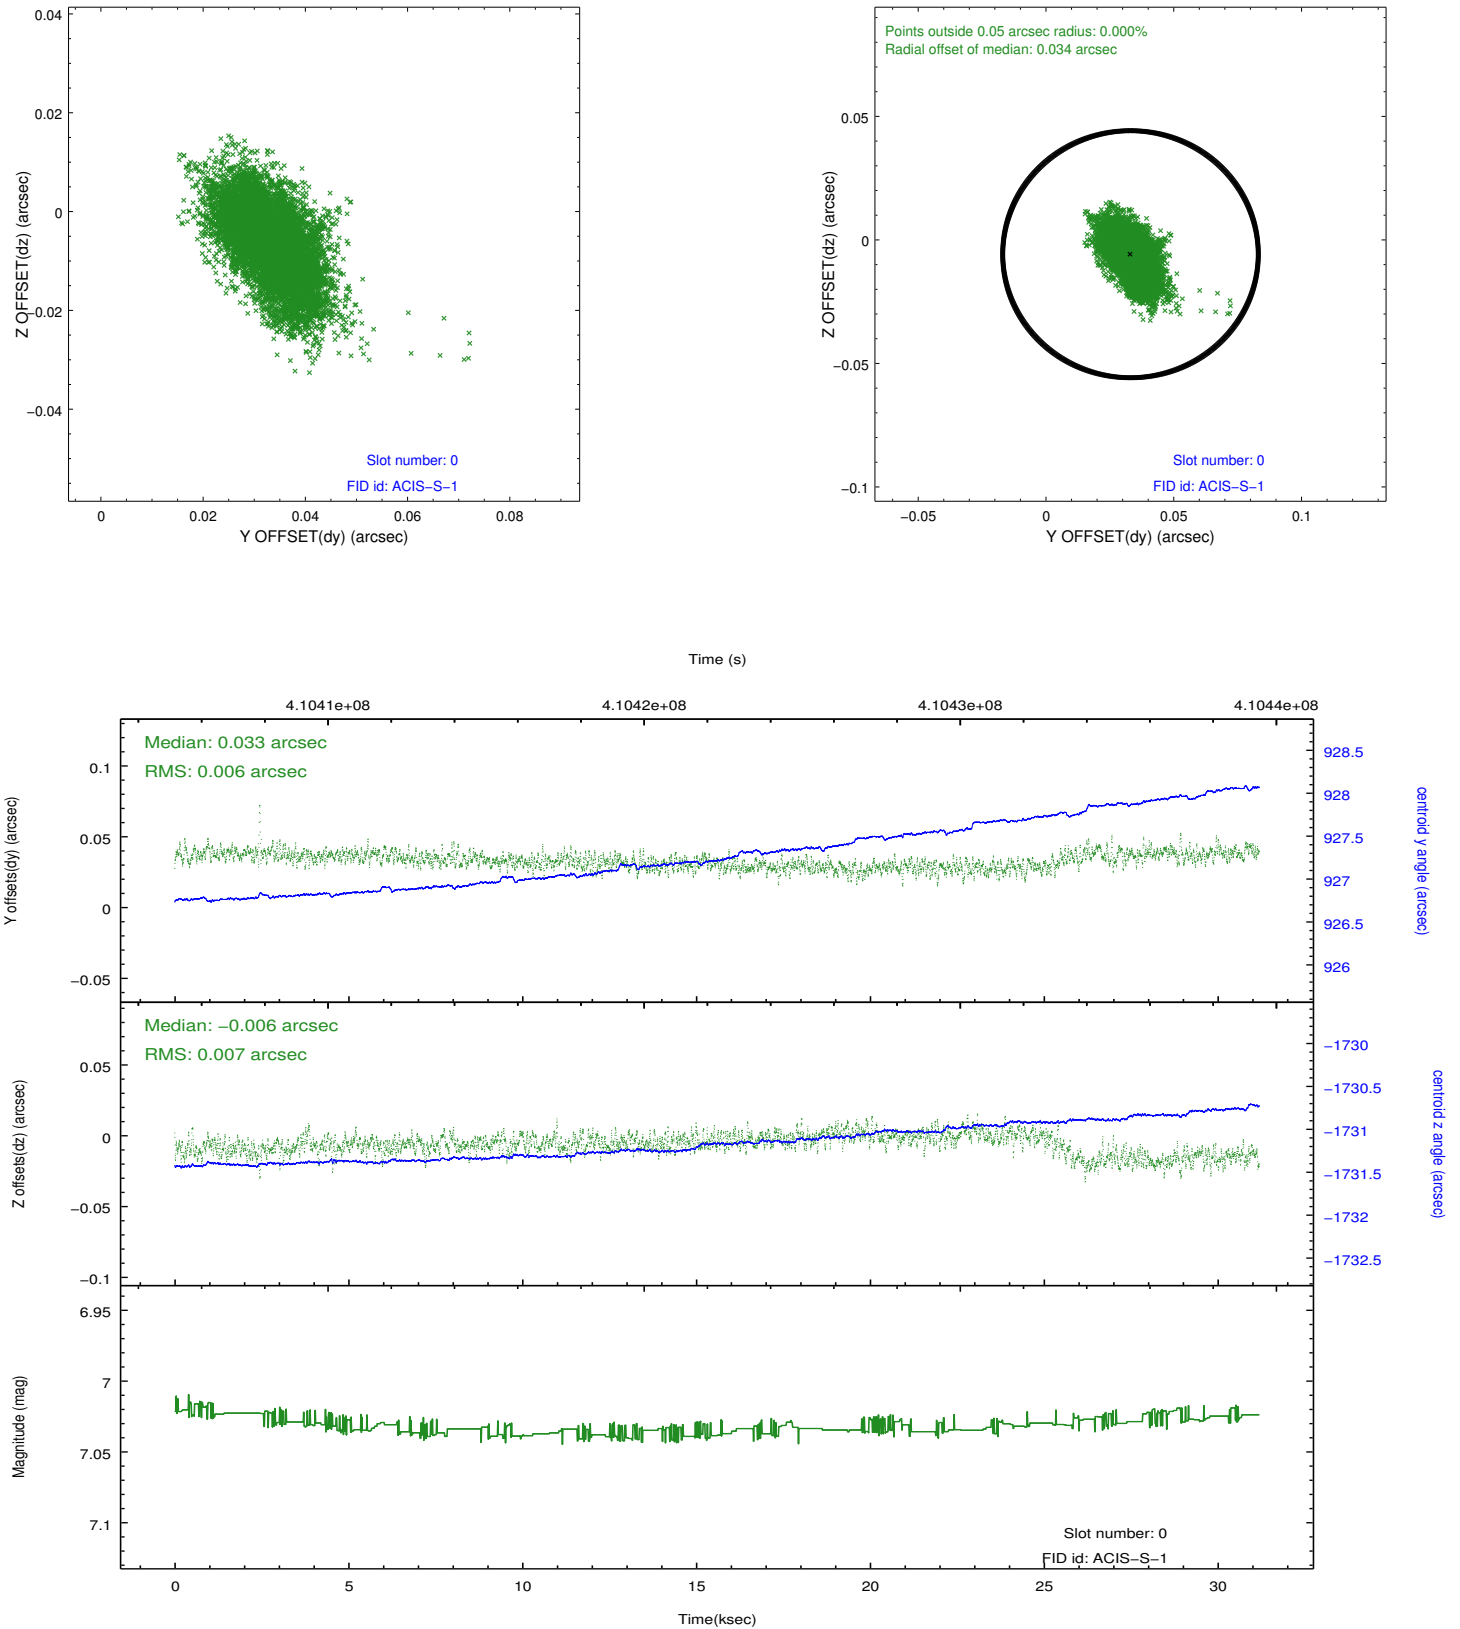 0.04
0.02
0
−0.02
−0.04
Z OFFSET(dz) (arcsec)
Slot number: 0
FID id: ACIS−S−1
0 0.02 0.04 0.06 0.08
Y OFFSET(dy) (arcsec)
Points outside 0.05 arcsec radius: 0.000%
Radial offset of median: 0.034 arcsec
0.05
0
−0.05
−0.1
Z OFFSET(dz) (arcsec)
Slot number: 0
FID id: ACIS−S−1
−0.05 0 0.05 0.1
Y OFFSET(dy) (arcsec)
Time (s)
4.1041e+08 4.1042e+08 4.1043e+08 4.1044e+08
Median: 0.033 arcsec
RMS: 0.006 arcsec
0.1
0.05
0
−0.05
Y offsets(dy) (arcsec)
928.5
928
927.5
927
926.5
926
centroid y angle (arcsec)
Median: −0.006 arcsec
RMS: 0.007 arcsec
0.05
0
−0.05
−0.1
Z offsets(dz) (arcsec)
−1730
−1730.5
−1731
−1731.5
−1732
−1732.5
centroid z angle (arcsec)
6.95
7
7.05
7.1
Magnitude (mag)
Slot number: 0
FID id: ACIS−S−1
0 5 10 15 20 25 30
Time(ksec)